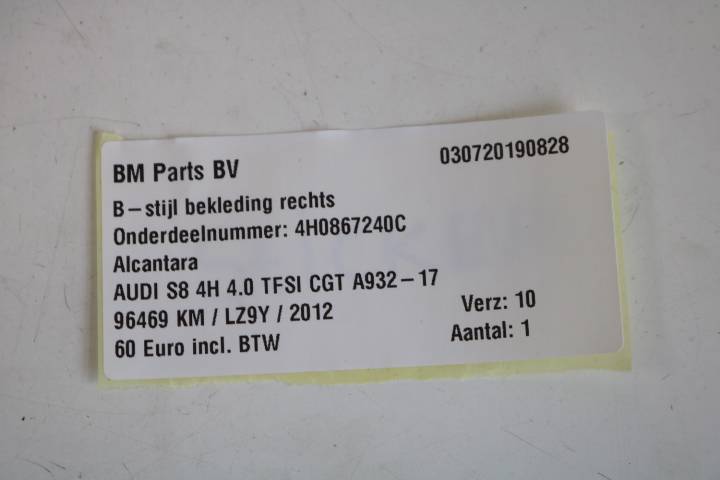 BM Parts BV 030720190828
B-stijl bekleding rechts
Onderdeelnummer: 4H0867240C
Alcantara
AUDI S8 4H 4.0 TFSI CGT A932-17
96469 KM / LZ9Y / 2012 Verz: 10
60 Euro incl. BTW Aantal: 1